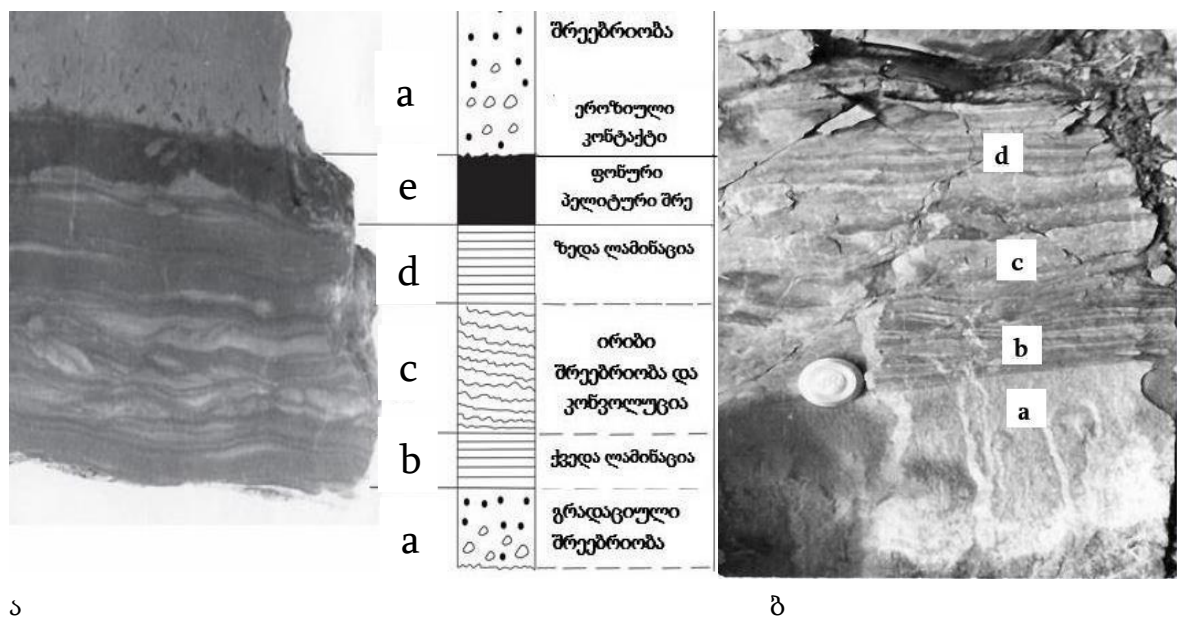 შრეებრიობა
a
ეროზიული
კონტაქტი
e
ფონური
პელიტური შრე
d
ზედა ლამინაცია
c
ირიბი
შრეებრიობა და
კონვოლუცია
b
ქვედა ლამინაცია
a
გრადაციული
შრეებრიობა
d
c
b
a
ა
ბ